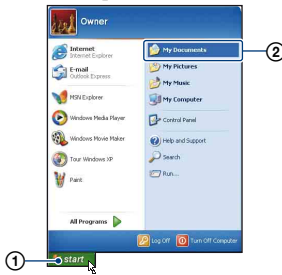 Owner
Internet
Internet Explorer
E-mail
Outlook Express
MSN Explorer
Windows Media Player
Windows Movie Maker
Tour Windows XP
Paint
All Programs
My Documents
My Pictures
My Music
My Computer
Control Panel
Help and Support
Search
Run...
Log Off
Turn Off Computer
start
1
2